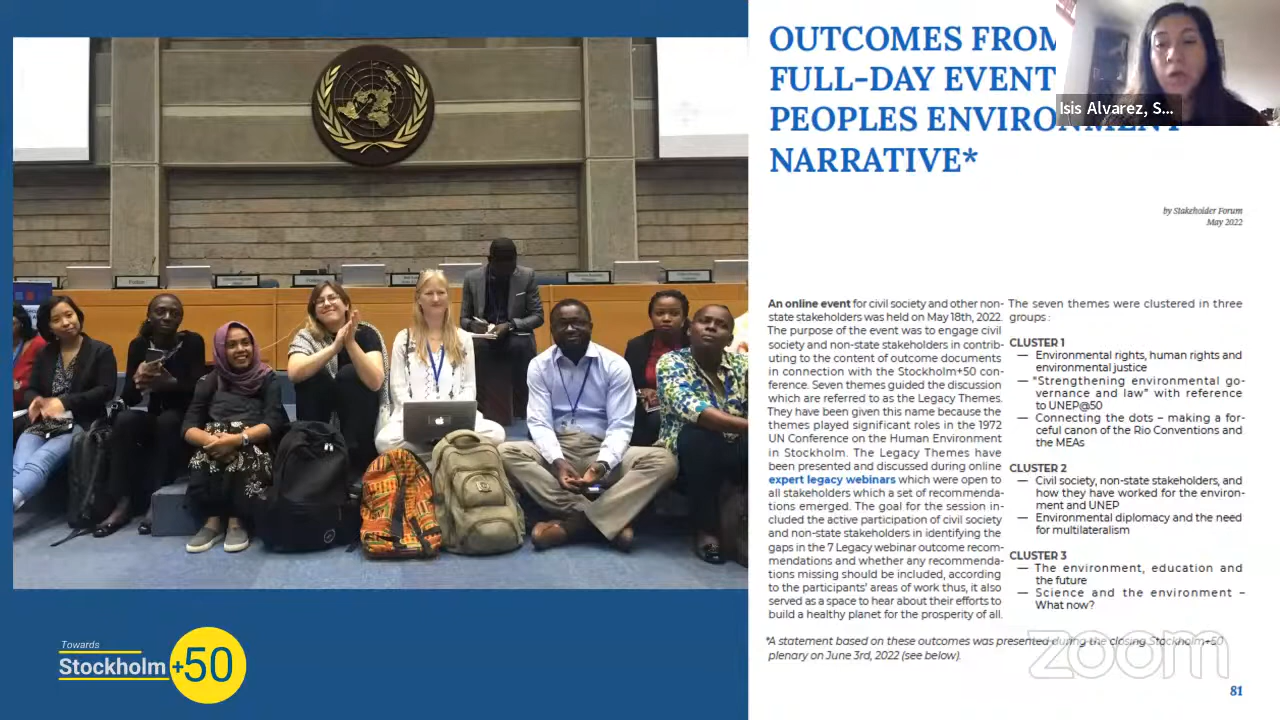 OUTCOMES FROM
FULL-DAY EVENT
PEOPLES ENVIRONMENT
NARRATIVE*
Isis Alvarez, S...
by Stakeholder Forum
May 2022
An online event for civil society and other non-
state stakeholders was held on May 18th, 2022.
The purpose of the event was to engage civil
society and non-state stakeholders in contrib-
uting to the content of outcome documents
in connection with the Stockholm+50 con-
ference. Seven themes guided the discussion
which are referred to as the Legacy Themes.
They have been given this name because the
themes played significant roles in the 1972
UN Conference on the Human Environment
in Stockholm. The Legacy Themes have
been presented and discussed during online
expert legacy webinars which were open to
all stakeholders which a set of recommenda-
tions emerged. The goal for the session in-
cluded the active participation of civil society
and non-state stakeholders in identifying the
gaps in the 7 Legacy webinar outcome recom-
mendations and whether any recommenda-
tions missing should be included, according
to the participants' areas of work thus, it also
served as a space to hear about their efforts to
build a healthy planet for the prosperity of all.
The seven themes were clustered in three
groups :
CLUSTER 1
— Environmental rights, human rights and
environmental justice
— "Strengthening environmental go-
vernance and law" with reference
to UNEP@50
— Connecting the dots – making a for-
ceful canon of the Rio Conventions and
the MEAs
CLUSTER 2
— Civil society, non-state stakeholders, and
how they have worked for the environ-
ment and UNEP
— Environmental diplomacy and the need
for multilateralism
CLUSTER 3
— The environment, education and
the future
— Science and the environment –
What now?
*A statement based on these outcomes was presented during the closing Stockholm+50
plenary on June 3rd, 2022 (see below).
zoom
81
Towards
Stockholm+50